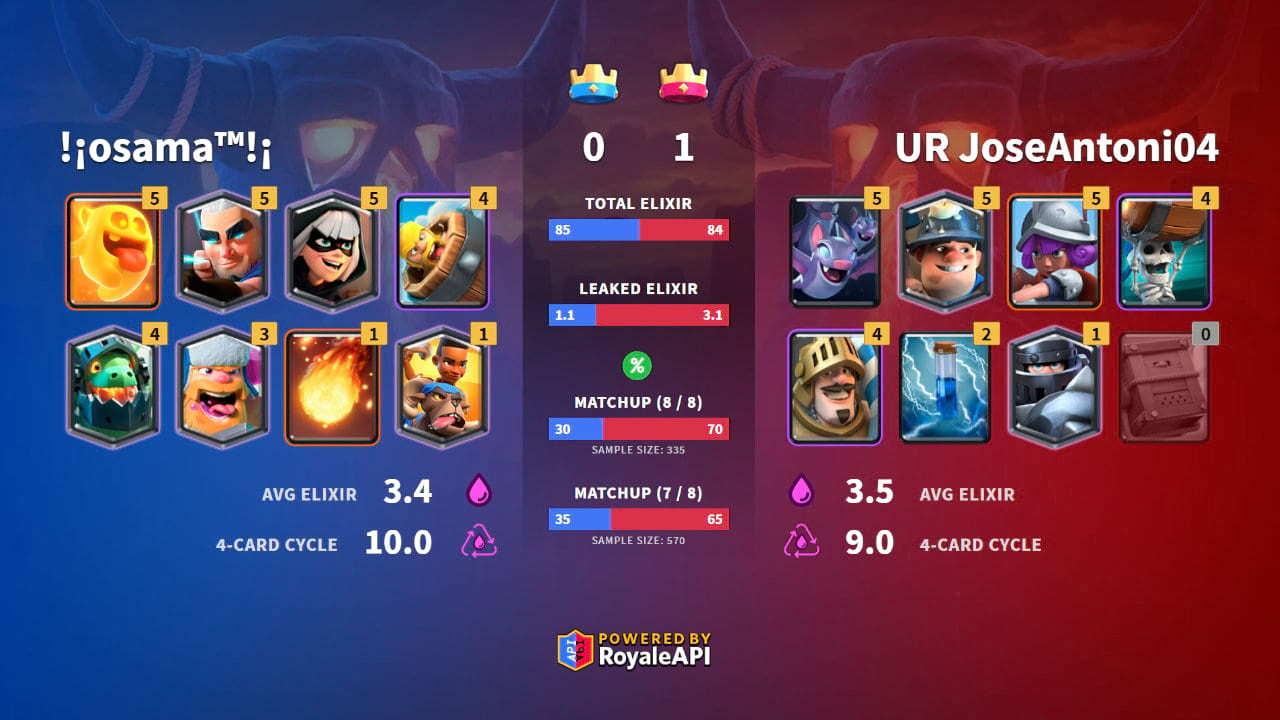 0 1
!¡osama™!¡
UR JoseAntoni04
5 5 5 4
4 3 1 1
5 5 5 4
4 2 1 0
TOTAL ELIXIR
85 84
LEAKED ELIXIR
1.1 3.1
%
MATCHUP (8 / 8)
30 70
SAMPLE SIZE: 335
MATCHUP (7 / 8)
35 65
SAMPLE SIZE: 570
AVG ELIXIR 3.4
4-CARD CYCLE 10.0
3.5 AVG ELIXIR
9.0 4-CARD CYCLE
API
POWERED BY
RoyaleAPI